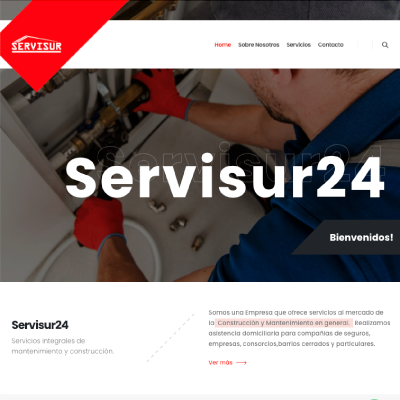 SERVISUR
Home Sobre Nosotros Servicios Contacto
Servisur24
Servisur24
Bienvenidos!
Servisur24
Servicios integrales de
mantenimiento y construcción.
Somos una Empresa que ofrece servicios al mercado de
la Construcción y Mantenimiento en general. Realizamos
asistencia domiciliaria para compañías de seguros,
empresas, consorcios,barrios cerrados y particulares.
Ver más